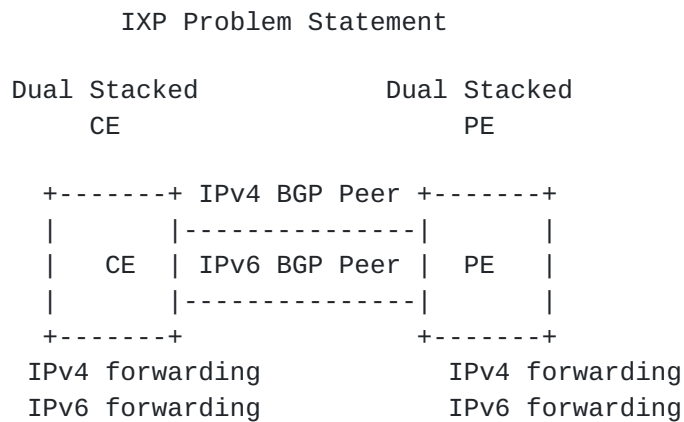 IXP Problem Statement
Dual Stacked Dual Stacked
CE PE
+-------+ IPv4 BGP Peer +-------+
| |---------------| |
| CE | IPv6 BGP Peer | PE |
| |---------------| |
+-------+ +-------+
IPv4 forwarding IPv4 forwarding
IPv6 forwarding IPv6 forwarding